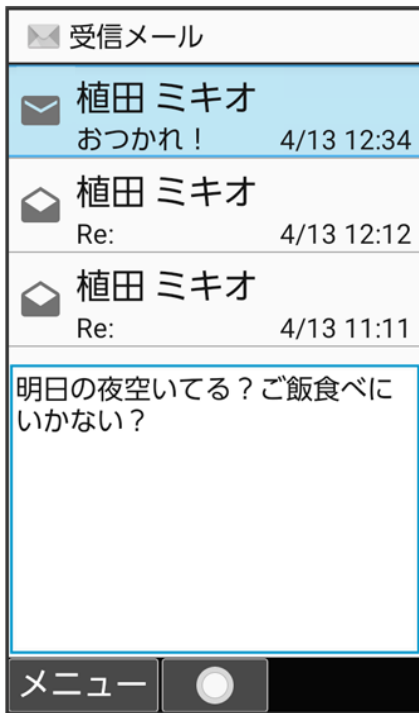 受信メール
植田 ミキオ
おつかれ！ 4/13 12:34
植田 ミキオ
Re: 4/13 12:12
植田 ミキオ
Re: 4/13 11:11
明日の夜空いてる？ご飯食べに
いかない？
メニュー